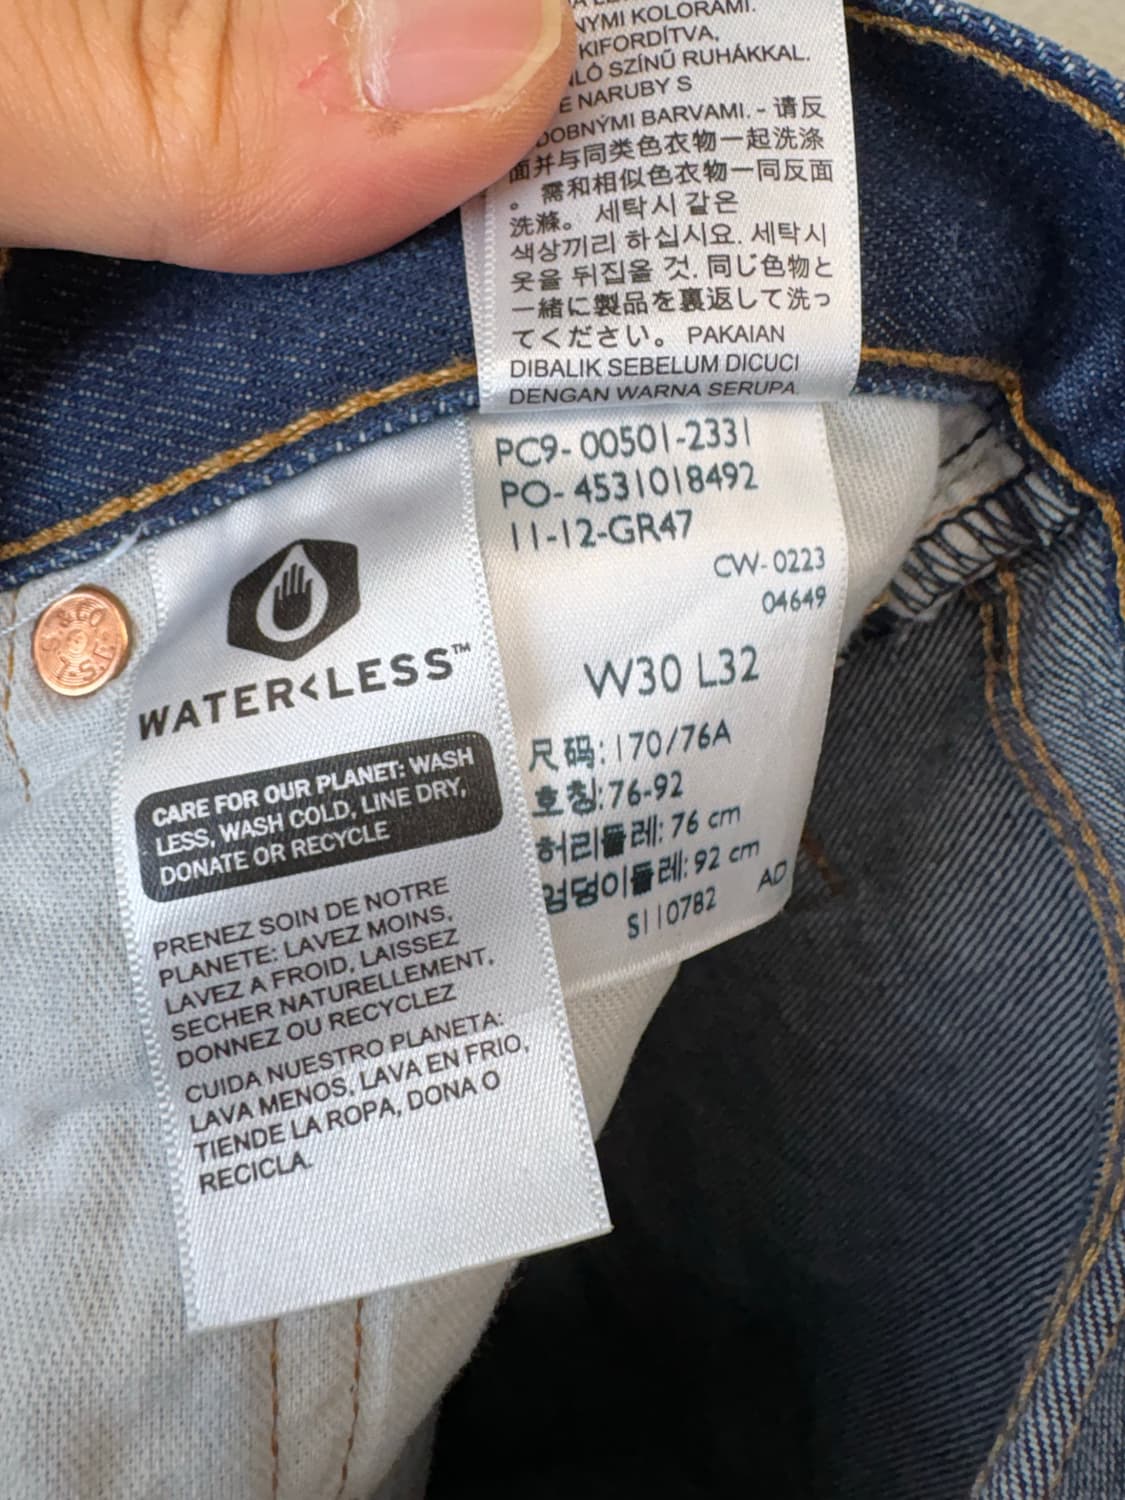 NYMI KOLORAMI.
KIFORDÍTVA,
LÓ SZÍNŰ RUHÁKKAL.
E NARUBY S
DOBNÝMI BARVAMI. - 请反
面并与同类色衣物一起洗涤
。 需和相似色衣物一同反面
洗滌。 세탁시 같은
색상끼리 하십시요. 세탁시
옷을 뒤집을 것. 同じ色物と
一緒に製品を裏返して洗っ
てください。 PAKAIAN
DIBALIK SEBELUM DICUCI
DENGAN WARNA SERUPA.
PC9- 00501-2331
PO- 4531018492
11-12-GR47
CW- 0223
04649
W30 L32
尺码: 170/76A
호칭: 76-92
허리둘레: 76 cm
엉덩이둘레: 92 cm
AD
S110782
WATER<LESS™
CARE FOR OUR PLANET: WASH
LESS, WASH COLD, LINE DRY,
DONATE OR RECYCLE
PRENEZ SOIN DE NOTRE
PLANETE: LAVEZ MOINS,
LAVEZ A FROID, LAISSEZ
SECHER NATURELLEMENT,
DONNEZ OU RECYCLEZ
CUIDA NUESTRO PLANETA:
LAVA MENOS, LAVA EN FRIO,
TIENDE LA ROPA, DONA O
RECICLA.